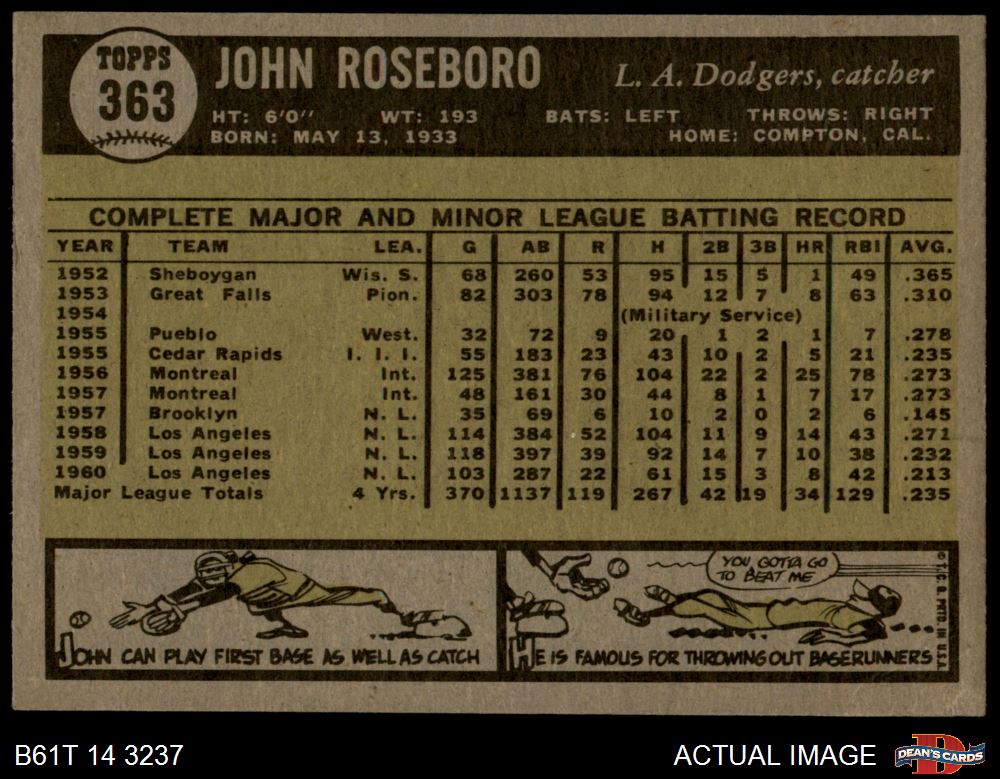 TOPPS
363
JOHN ROSEBORO
L. A. Dodgers, catcher
HT: 6'0" WT: 193 BATS: LEFT THROWS: RIGHT
BORN: MAY 13, 1933 HOME: COMPTON, CAL.
COMPLETE MAJOR AND MINOR LEAGUE BATTING RECORD
YEAR TEAM LEA. G AB R H 2B 3B HR RBI AVG.
1952 Sheboygan Wis. S. 68 260 53 95 15 5 1 49 .365
1953 Great Falls Pion. 82 303 78 94 12 7 8 63 .310
1954 (Military Service)
1955 Pueblo West. 32 72 9 20 1 2 1 7 .278
1955 Cedar Rapids I. I. I. 55 183 23 43 10 2 5 21 .235
1956 Montreal Int. 125 381 76 104 22 2 25 78 .273
1957 Montreal Int. 48 161 30 44 8 1 7 17 .273
1957 Brooklyn N. L. 35 69 6 10 2 0 2 6 .145
1958 Los Angeles N. L. 114 384 52 104 11 9 14 43 .271
1959 Los Angeles N. L. 118 397 39 92 14 7 10 38 .232
1960 Los Angeles N. L. 103 287 22 61 15 3 8 42 .213
Major League Totals 4 Yrs. 370 1137 119 267 42 19 34 129 .235
JOHN CAN PLAY FIRST BASE AS WELL AS CATCH
YOU GOTTA GO
TO BEAT ME
HE IS FAMOUS FOR THROWING OUT BASERUNNERS
© T. C. G. PRTD. IN U.S.A.
B61T 14 3237
ACTUAL IMAGE
D
DEAN'S CARDS